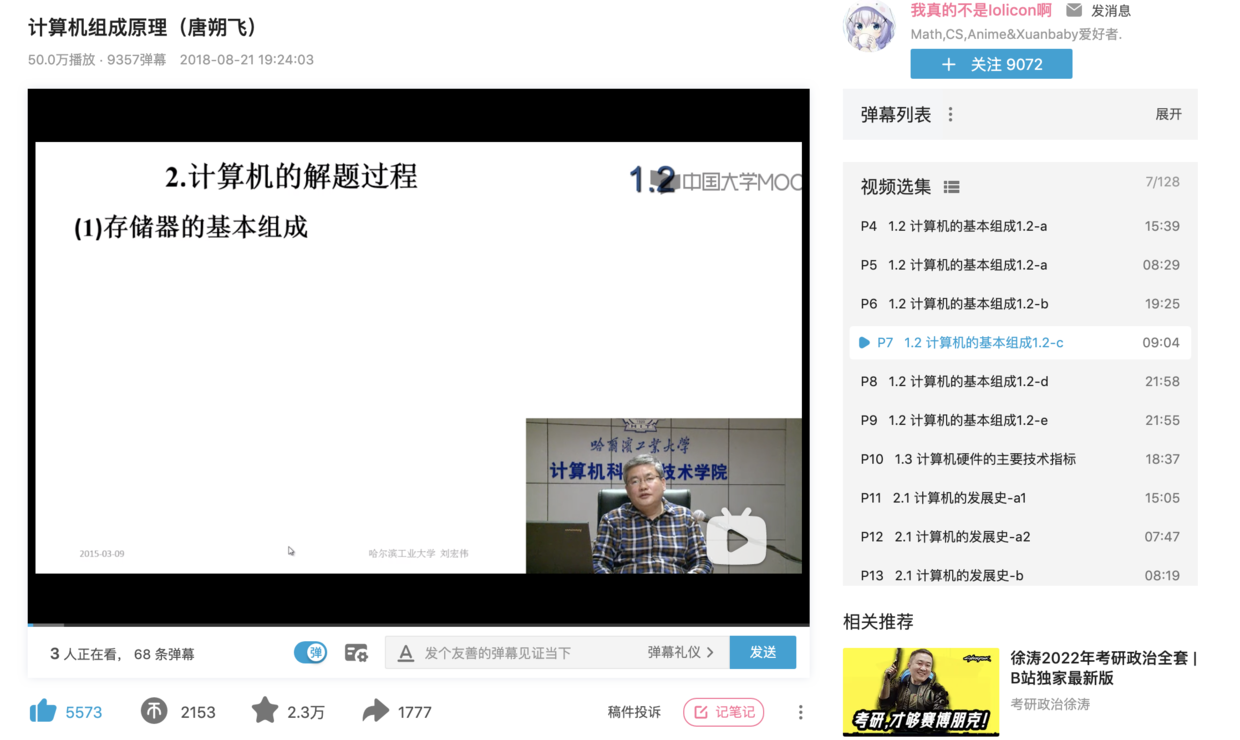 计算机组成原理（唐朔飞）
50.0万播放 · 9357弹幕 2018-08-21 19:24:03
我真的不是lolicon啊 发消息
Math,CS,Anime&Xuanbaby爱好者.
+ 关注 9072
2.计算机的解题过程
1.2 中国大学MOO
(1)存储器的基本组成
哈爾濱工業大学
计算机科 技术学院
2015-03-09
哈尔滨工业大学 刘宏伟
3 人正在看， 68 条弹幕
弹
A 发个友善的弹幕见证当下
弹幕礼仪 >
发送
5573 币 2153 2.3万 1777
稿件投诉 记笔记
弹幕列表 展开
视频选集 7/128
P4 1.2 计算机的基本组成1.2-a 15:39
P5 1.2 计算机的基本组成1.2-a 08:29
P6 1.2 计算机的基本组成1.2-b 19:25
P7 1.2 计算机的基本组成1.2-c 09:04
P8 1.2 计算机的基本组成1.2-d 21:58
P9 1.2 计算机的基本组成1.2-e 21:55
P10 1.3 计算机硬件的主要技术指标 18:37
P11 2.1 计算机的发展史-a1 15:05
P12 2.1 计算机的发展史-a2 07:47
P13 2.1 计算机的发展史-b 08:19
相关推荐
考研,才够赛博朋克!
徐涛2022年考研政治全套 |
B站独家最新版
考研政治徐涛